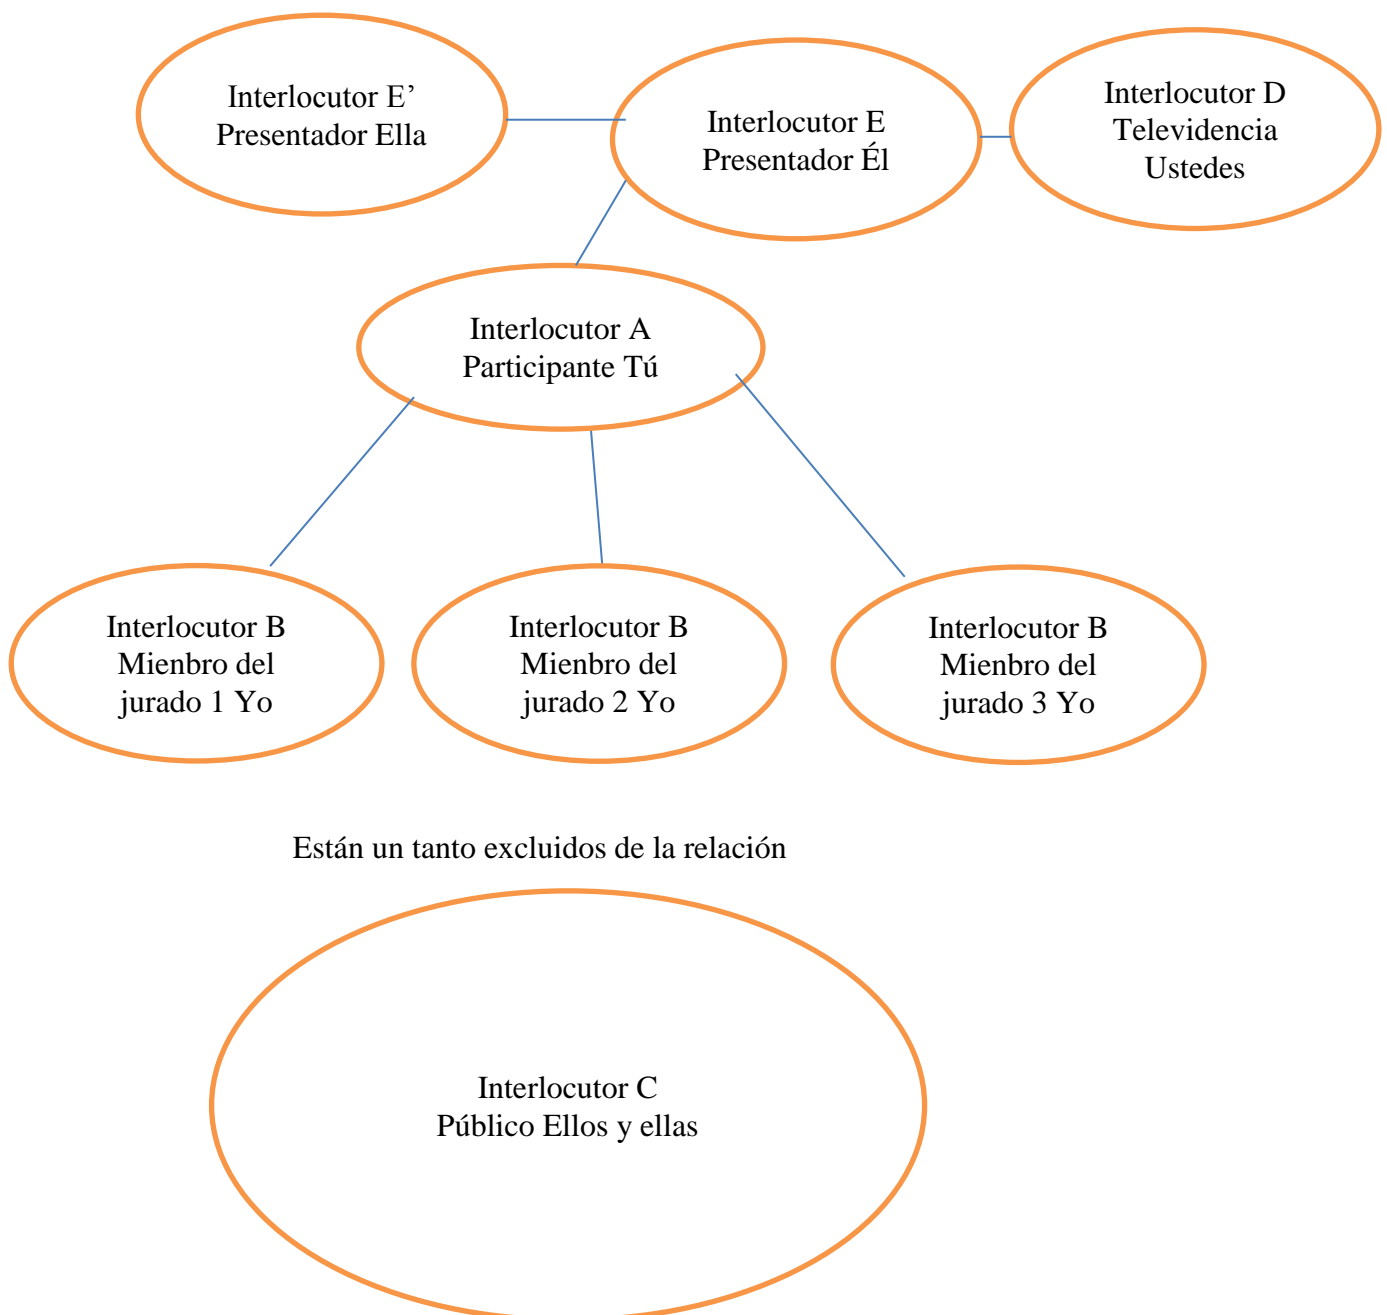 Interlocutor E’
Presentador Ella
Interlocutor E
Presentador Él
Interlocutor D
Televidencia
Ustedes
Interlocutor A
Participante Tú
Interlocutor B
Mienbro del
jurado 1 Yo
Interlocutor B
Mienbro del
jurado 2 Yo
Interlocutor B
Mienbro del
jurado 3 Yo
Están un tanto excluidos de la relación
Interlocutor C
Público Ellos y ellas